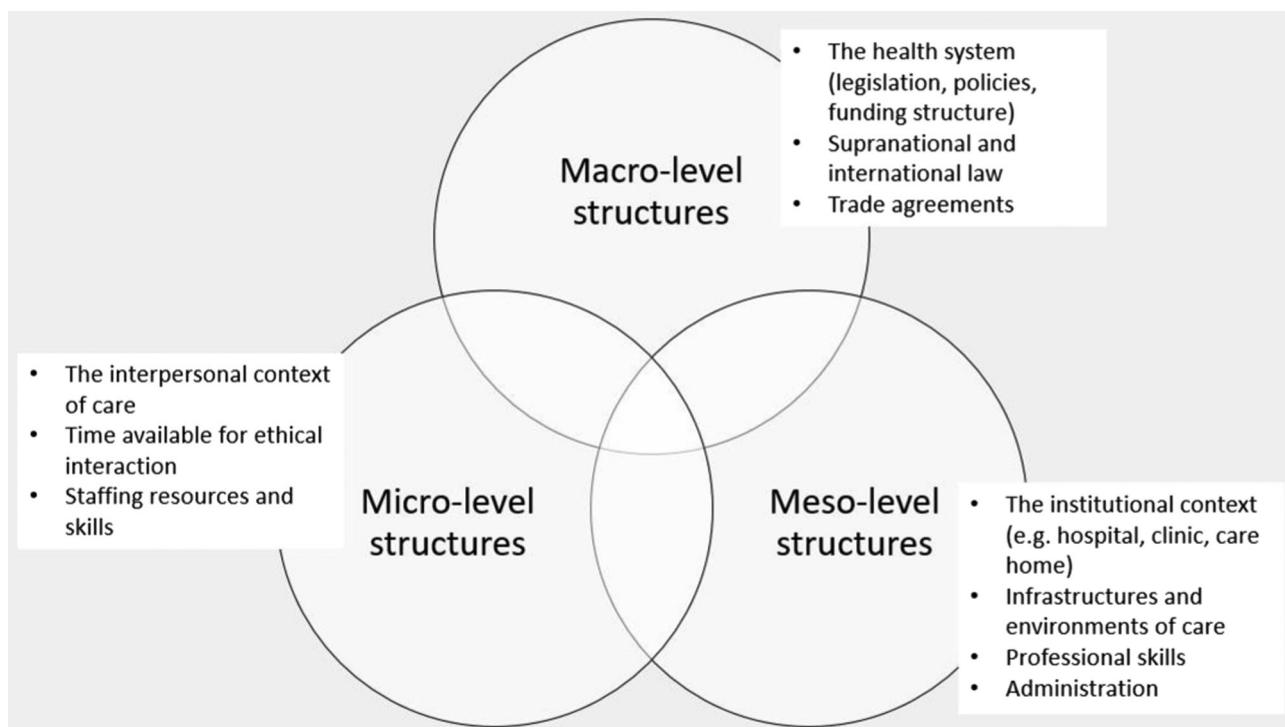 • The health system
(legislation, policies,
funding structure)
• Supranational and
international law
• Trade agreements
Macro-level
structures
• The interpersonal context
of care
• Time available for ethical
interaction
• Staffing resources and
skills
Micro-level
structures
Meso-level
structures
• The institutional context
(e.g. hospital, clinic, care
home)
• Infrastructures and
environments of care
• Professional skills
• Administration